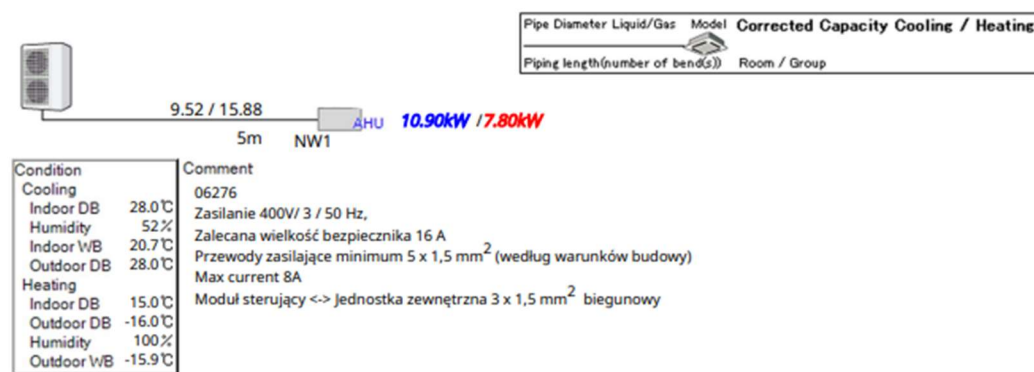 Pipe Diameter Liquid/Gas Model Corrected Capacity Cooling / Heating
Piping length(number of bend(s)) Room / Group
9.52 / 15.88
AHU 10.90kW /7.80kW
5m NW1
Condition
Cooling
Indoor DB 28.0℃
Humidity 52%
Indoor WB 20.7℃
Outdoor DB 28.0℃
Heating
Indoor DB 15.0℃
Outdoor DB -16.0℃
Humidity 100%
Outdoor WB -15.9℃
Comment
06276
Zasilanie 400V/ 3 / 50 Hz,
Zalecana wielkość bezpiecznika 16 A
Przewody zasilające minimum 5 x 1,5 mm² (według warunków budowy)
Max current 8A
Moduł sterujący <-> Jednostka zewnętrzna 3 x 1,5 mm² biegunowy